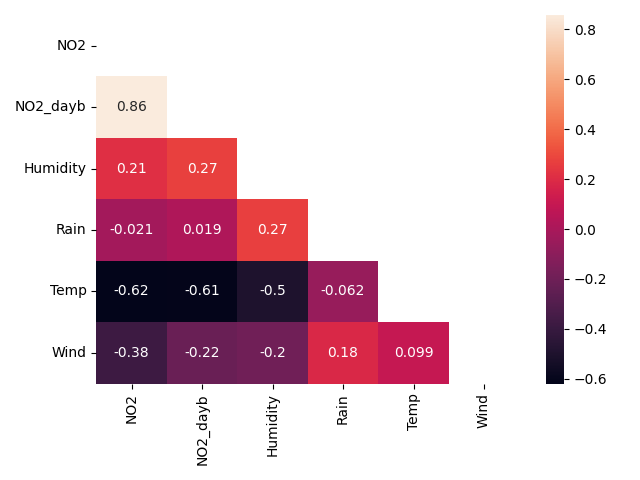 NO2
NO2_dayb 0.86
Humidity 0.21 0.27
Rain -0.021 0.019 0.27
Temp -0.62 -0.61 -0.5 -0.062
Wind -0.38 -0.22 -0.2 0.18 0.099
NO2 NO2_dayb Humidity Rain Temp Wind
0.8
0.6
0.4
0.2
0.0
−0.2
−0.4
−0.6